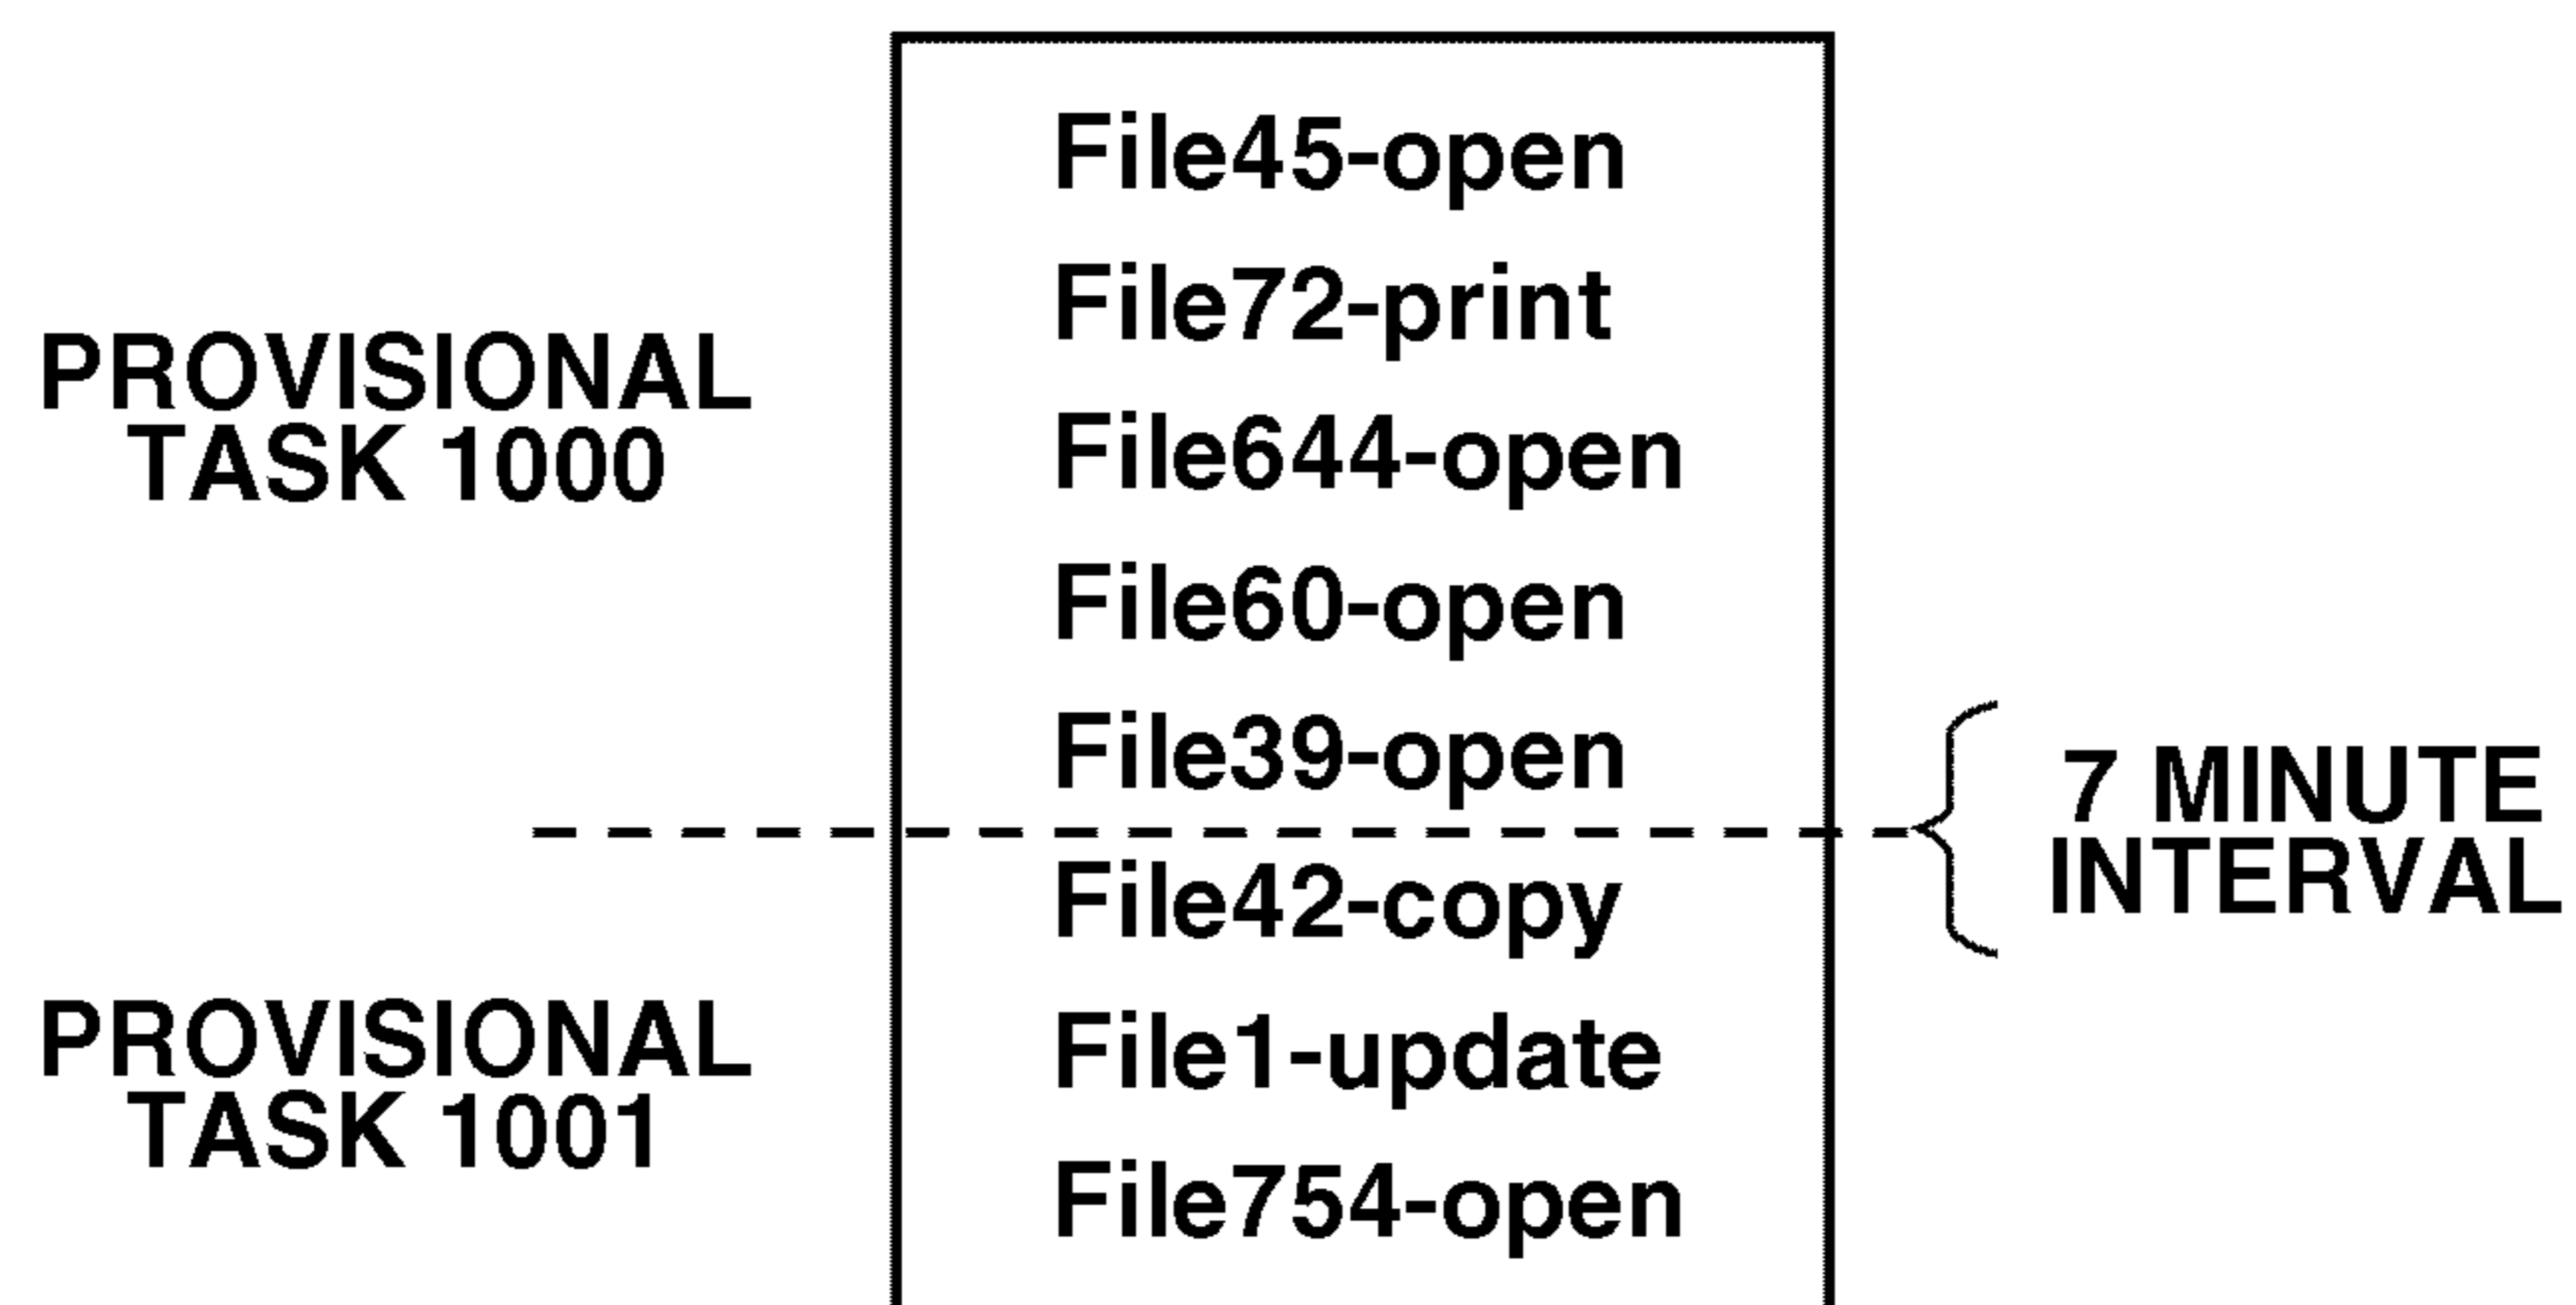 File45-open
File72-print
PROVISIONAL
TASK 1000
File644-open
File60-open
File39-open
7 MINUTE
INTERVAL
File42-copy
PROVISIONAL
TASK 1001
File1-update
File754-open